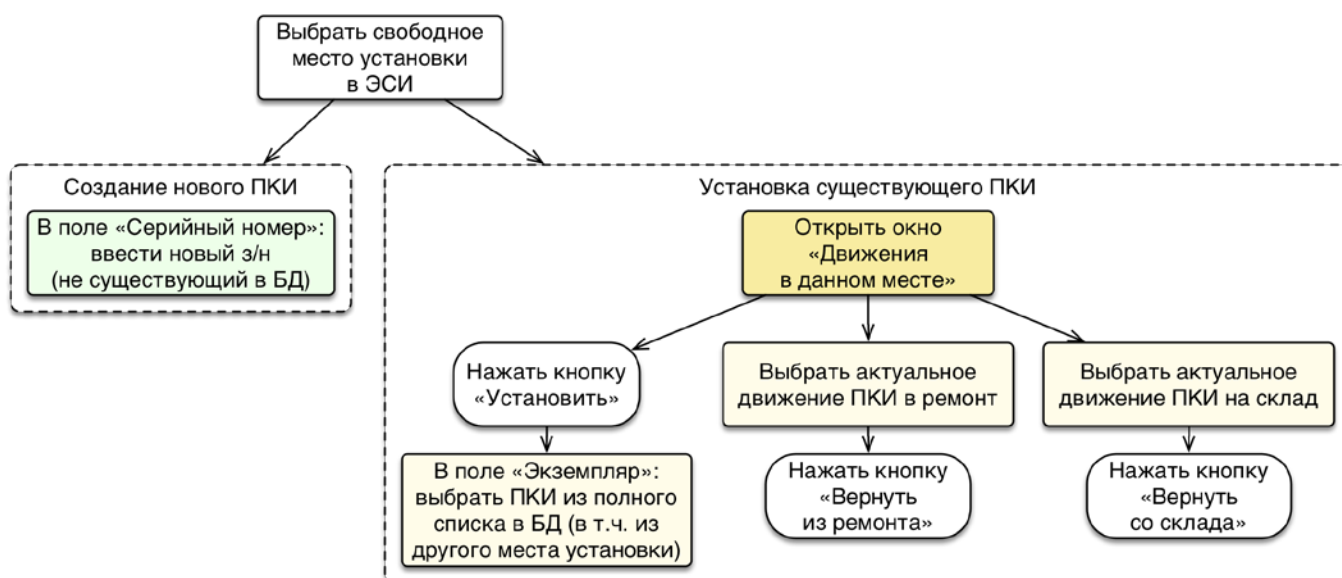 Выбрать свободное
место установки
в ЭСИ
Создание нового ПКИ
В поле «Серийный номер»:
ввести новый з/н
(не существующий в БД)
Установка существующего ПКИ
Открыть окно
«Движения
в данном месте»
Нажать кнопку
«Установить»
В поле «Экземпляр»:
выбрать ПКИ из полного
списка в БД (в т.ч. из
другого места установки)
Выбрать актуальное
движение ПКИ в ремонт
Нажать кнопку
«Вернуть
из ремонта»
Выбрать актуальное
движение ПКИ на склад
Нажать кнопку
«Вернуть
со склада»